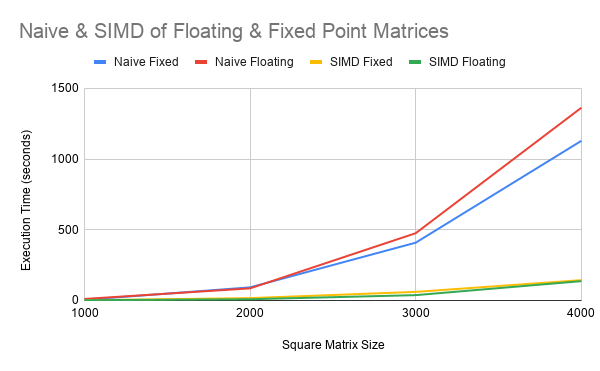 Naive & SIMD of Floating & Fixed Point Matrices
Naive Fixed Naive Floating SIMD Fixed SIMD Floating
Execution Time (seconds)
1500
1000
500
0
1000 2000 3000 4000
Square Matrix Size